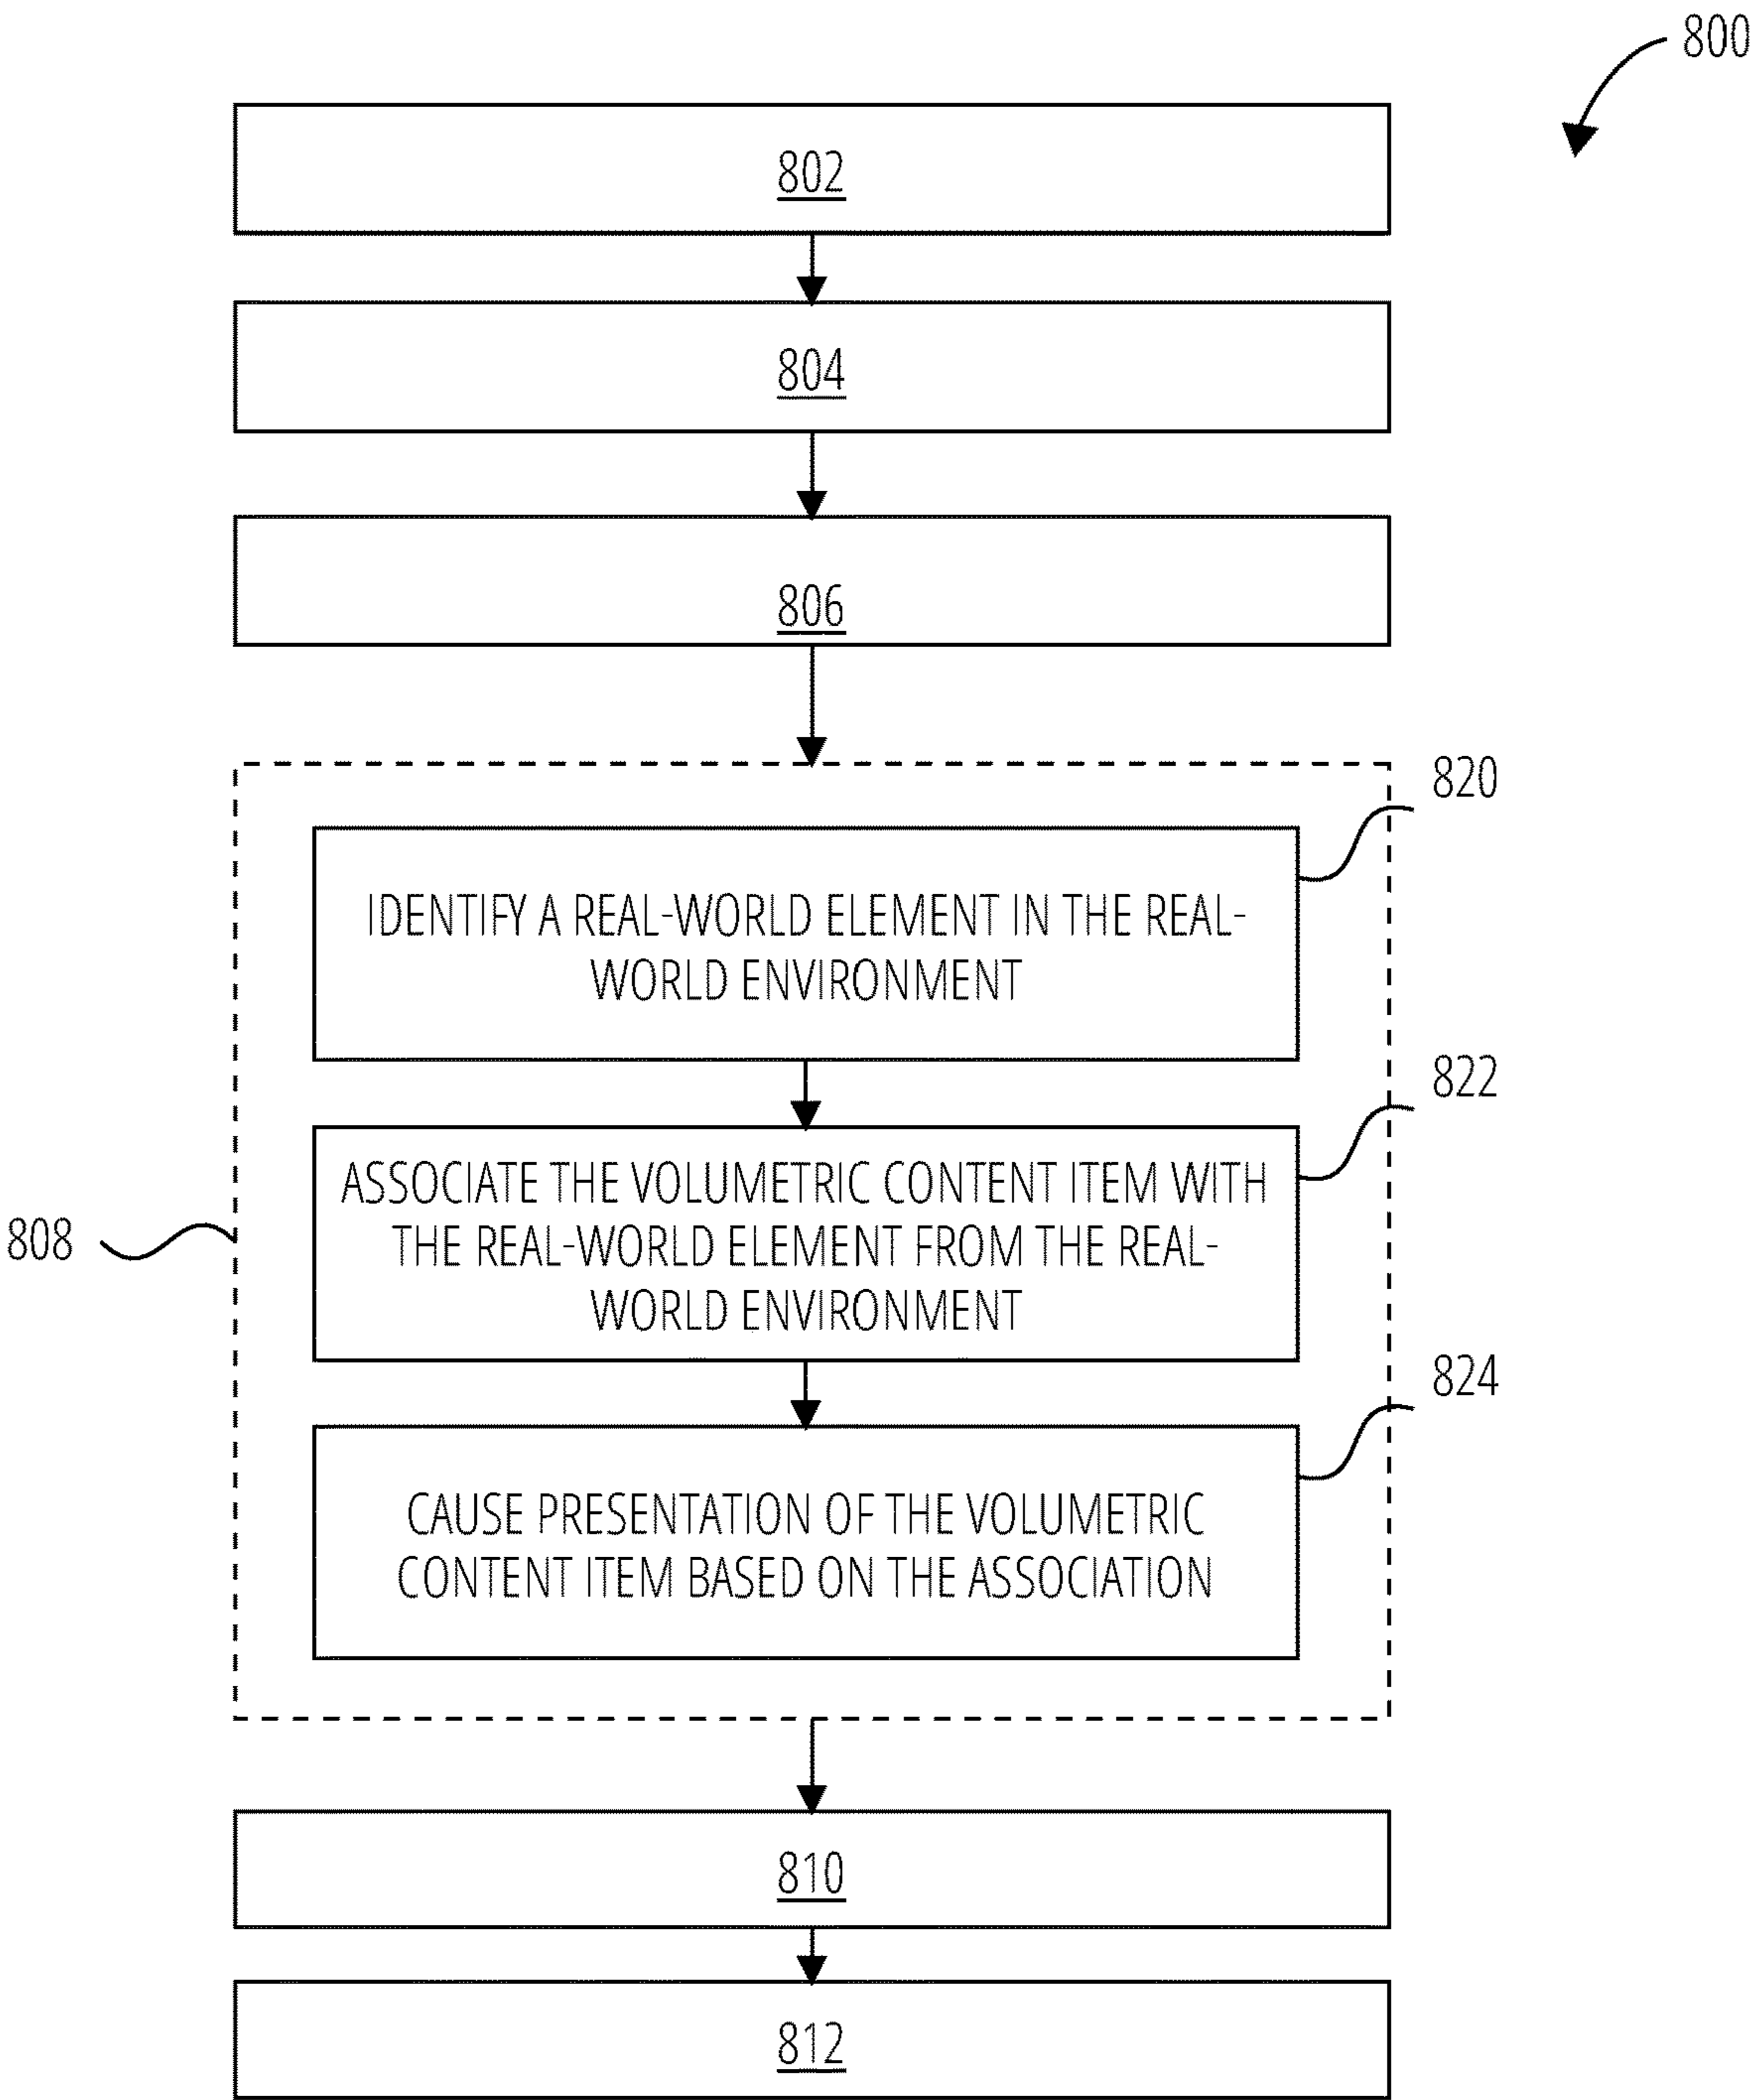 800
802
804
806
820
IDENTIFY A REAL-WORLD ELEMENT IN THE REAL-
WORLD ENVIRONMENT
822
ASSOCIATE THE VOLUMETRIC CONTENT ITEM WITH
THE REAL-WORLD ELEMENT FROM THE REAL-
WORLD ENVIRONMENT
808
824
CAUSE PRESENTATION OF THE VOLUMETRIC
CONTENT ITEM BASED ON THE ASSOCIATION
810
812